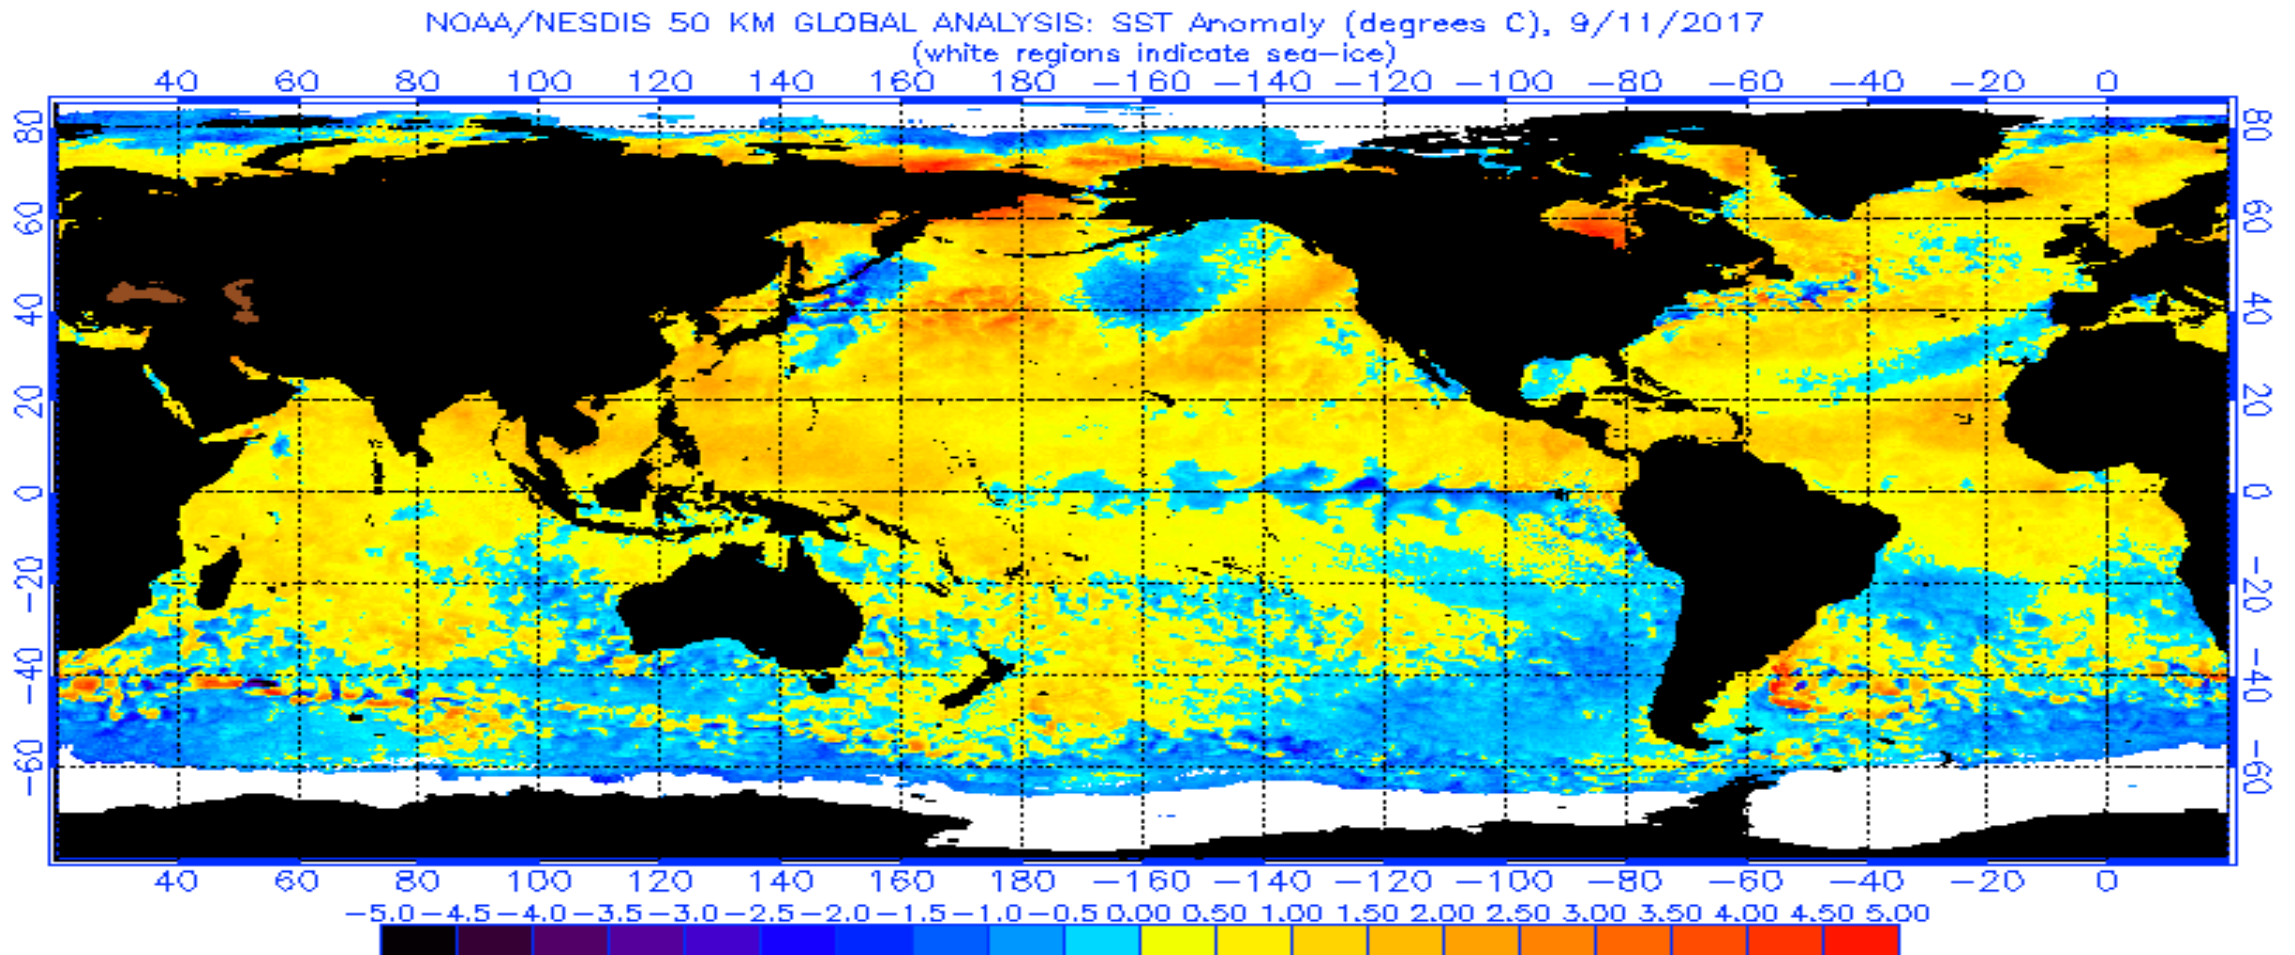 NOAA/NESDIS 50 KM GLOBAL ANALYSIS: SST Anomaly (degrees C), 9/11/2017
(white regions indicate sea-ice)
40 60 80 100 120 140 160 180 -160 -140 -120 -100 -80 -60 -40 -20 0
80 80
60 60
40 40
20 20
0 0
-20 -20
-40 -40
-60 -60
40 60 80 100 120 140 160 180 -160 -140 -120 -100 -80 -60 -40 -20 0
-5.0 -4.5 -4.0 -3.5 -3.0 -2.5 -2.0 -1.5 -1.0 -0.5 0.00 0.50 1.00 1.50 2.00 2.50 3.00 3.50 4.00 4.50 5.00